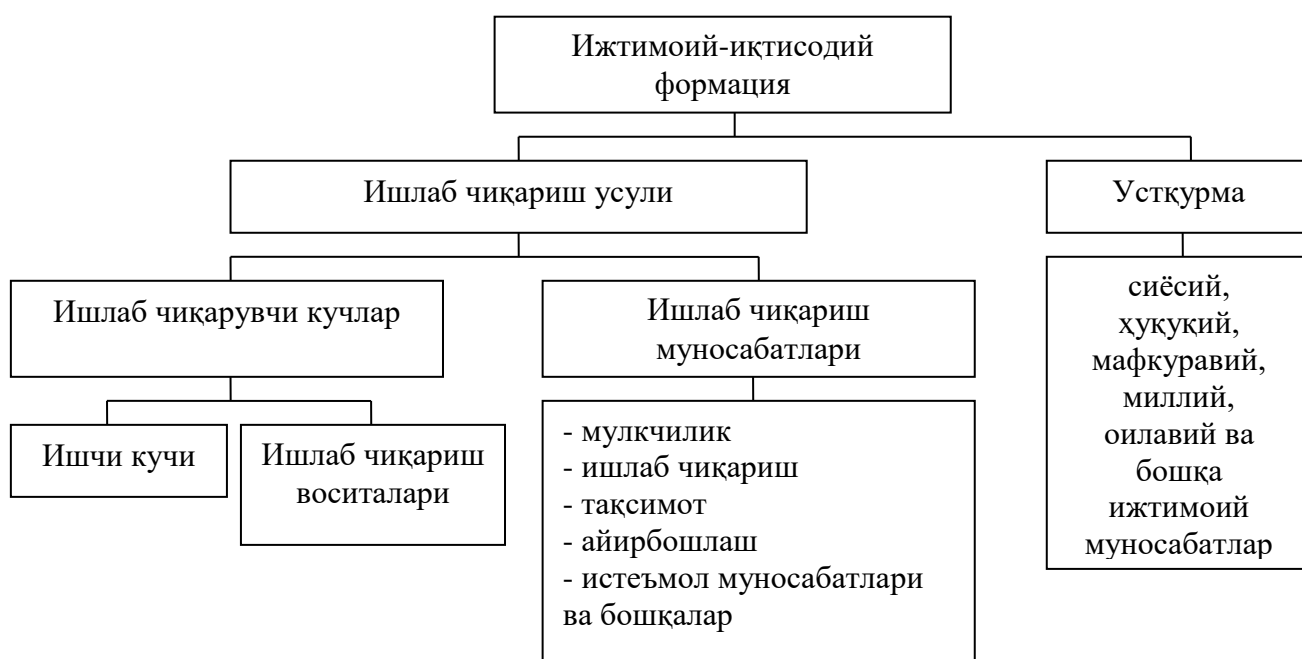 Ижтимоий-иқтисодий
формация
Ишлаб чиқариш усули
Устқурма
Ишлаб чиқарувчи кучлар
Ишлаб чиқариш
муносабатлари
сиёсий,
ҳуқуқий,
мафкуравий,
миллий,
оилавий ва
бошқа
ижтимоий
муносабатлар
Ишчи кучи
Ишлаб чиқариш
воситалари
- мулкчилик
- ишлаб чиқариш
- тақсимот
- айирбошлаш
- истеъмол муносабатлари
ва бошқалар